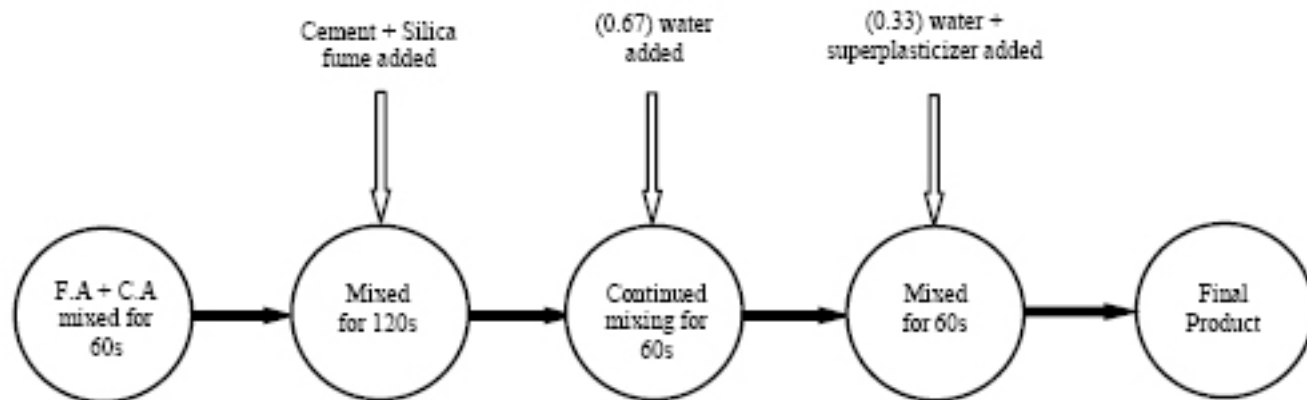 Cement + Silica
fume added
(0.67) water
added
(0.33) water +
superplasticizer added
F.A + C.A
mixed for
60s
Mixed
for 120s
Continued
mixing for
60s
Mixed
for 60s
Final
Product